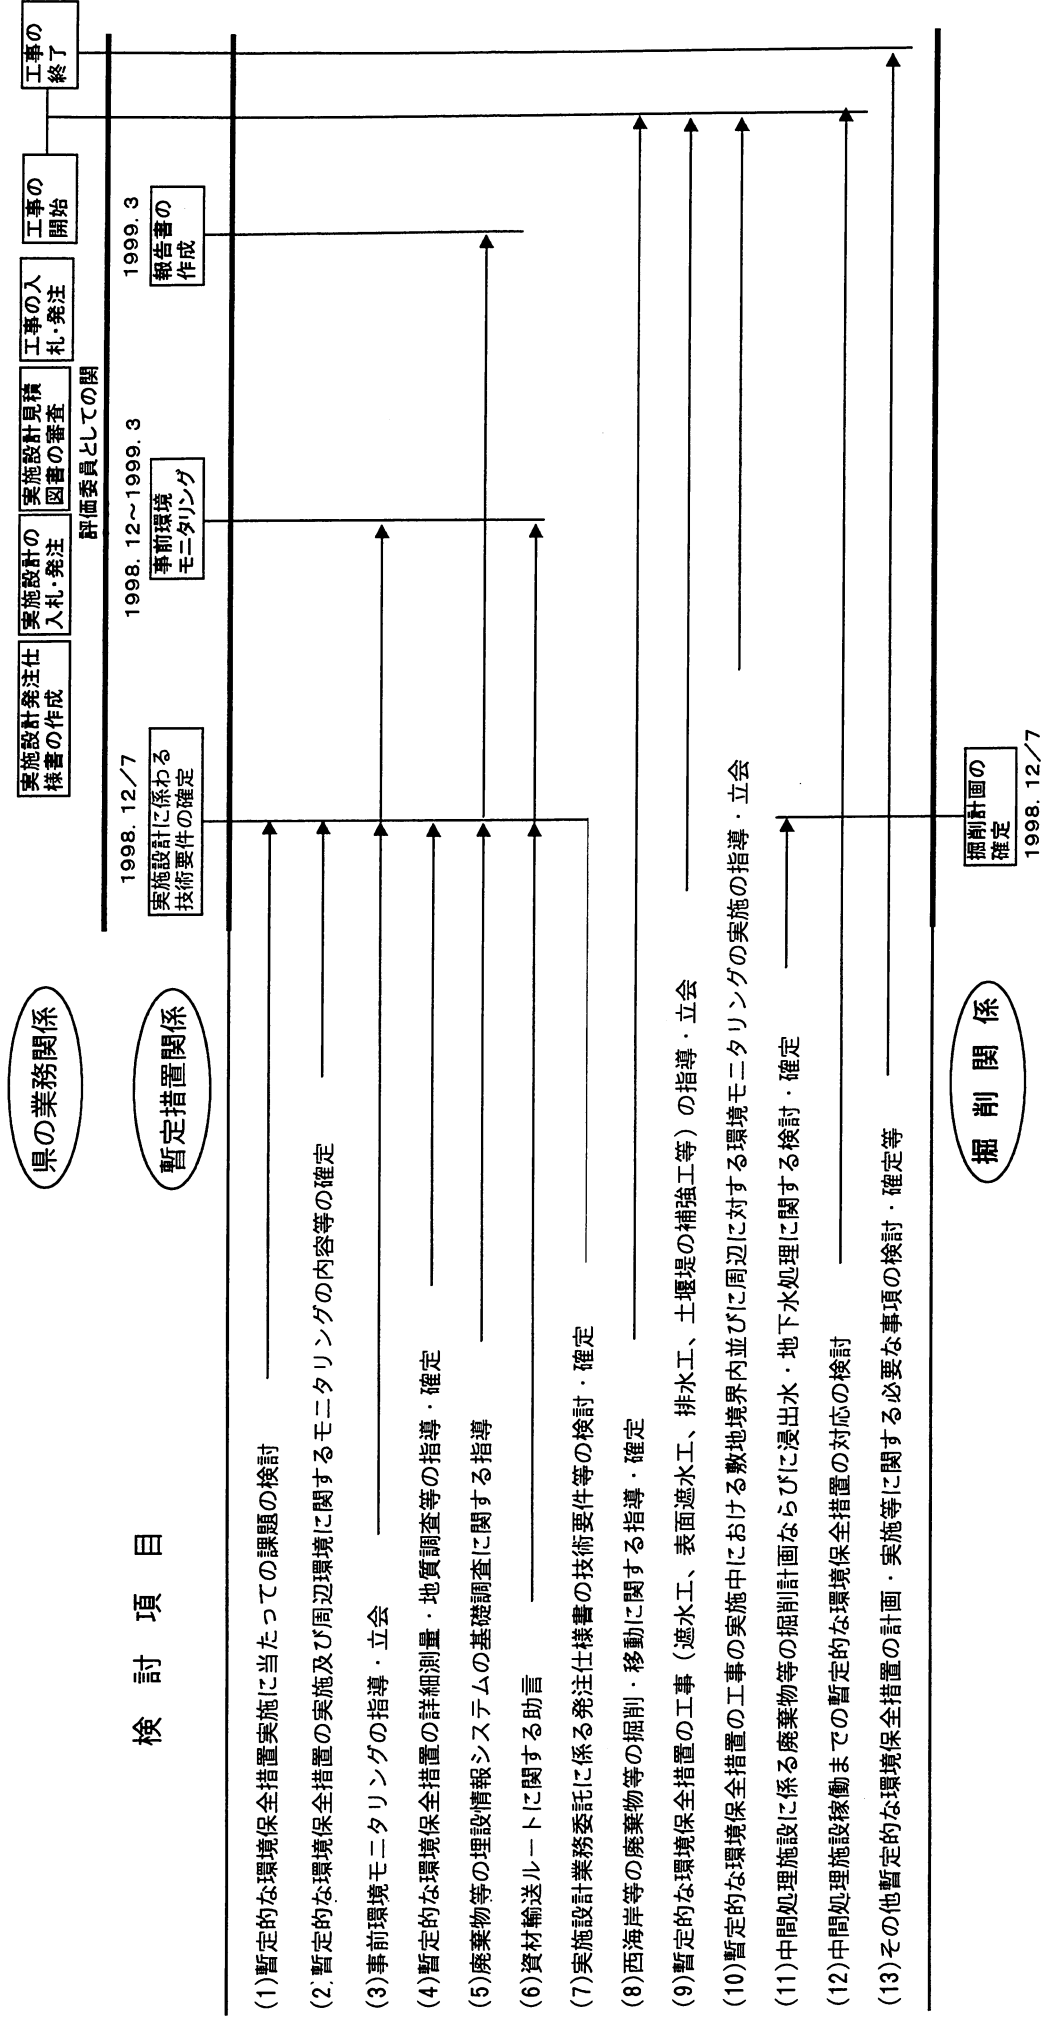 県の業務関係
実施設計発注仕
様書の作成
実施設計の
入札・発注
実施設計見積
図書の審査
工事の入
札・発注
工事の
開始
工事の
終了
評価委員としての関
1998. 12/7
1998. 12〜1999. 3
1999. 3
検 討 項 目
暫定措置関係
実施設計に係わる
技術要件の確定
事前環境
モニタリング
報告書の
作成
(1)暫定的な環境保全措置実施に当たっての課題の検討
(2)暫定的な環境保全措置の実施及び周辺環境に関するモニタリングの内容等の確定
(3)事前環境モニタリングの指導・立会
(4)暫定的な環境保全措置の詳細測量・地質調査等の指導・確定
(5)廃棄物等の埋設情報システムの基礎調査に関する指導
(6)資材輸送ルートに関する助言
(7)実施設計業務委託に係る発注仕様書の技術要件等の検討・確定
(8)西海岸等の廃棄物等の掘削・移動に関する指導・確定
(9)暫定的な環境保全措置の工事（遮水工、表面遮水工、排水工、土堰堤の補強工等）の指導・立会
(10)暫定的な環境保全措置の工事の実施中における敷地境界内並びに周辺に対する環境モニタリングの実施の指導・立会
(11)中間処理施設に係る廃棄物等の掘削計画ならびに浸出水・地下水処理に関する検討・確定
(12)中間処理施設稼働までの暫定的な環境保全措置の対応の検討
(13)その他暫定的な環境保全措置の計画・実施等に関する必要な事項の検討・確定等
掘 削 関 係
掘削計画の
確定
1998. 12/7